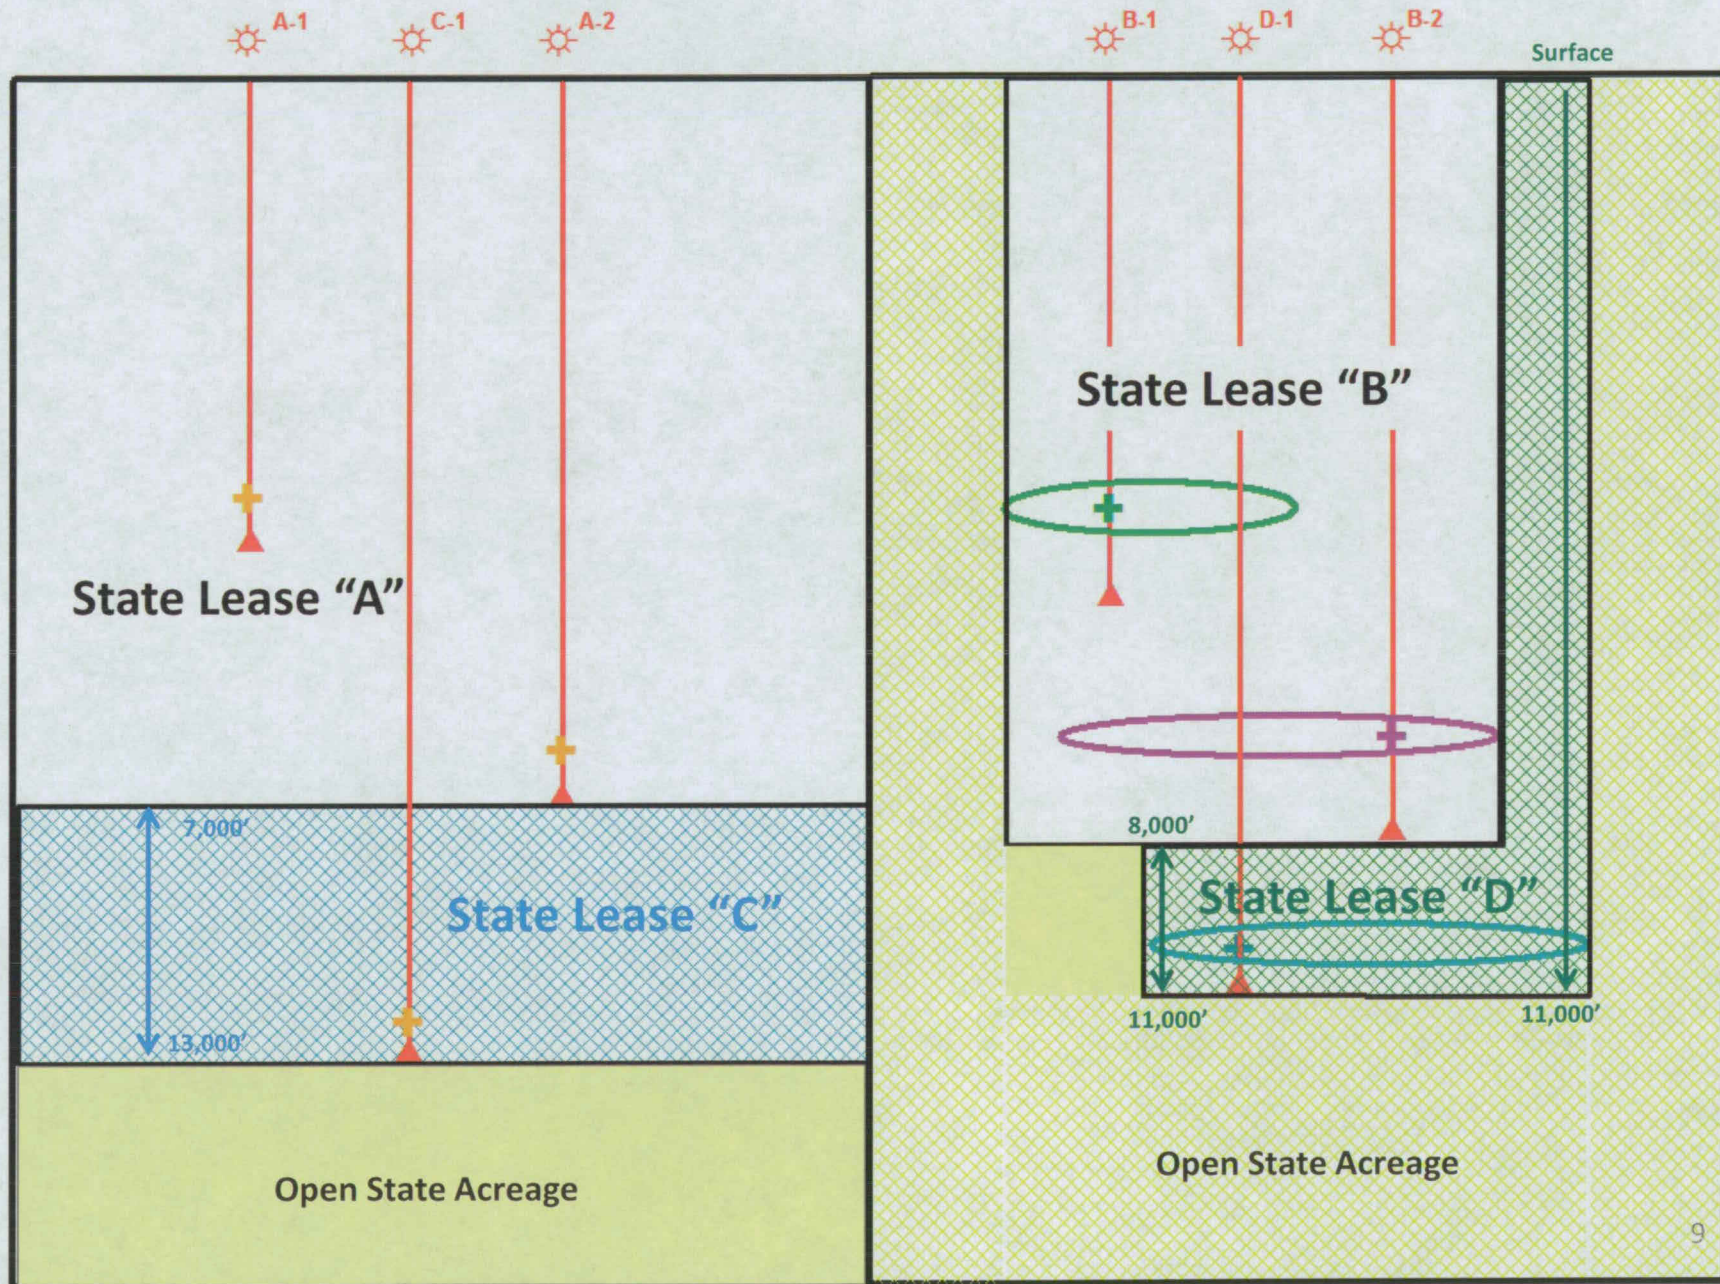 A-1
C-1
A-2
B-1
D-1
B-2
Surface
State Lease “B”
State Lease “A”
7,000’
8,000’
State Lease “C”
State Lease “D”
13,000’
11,000’
11,000’
Open State Acreage
Open State Acreage
9